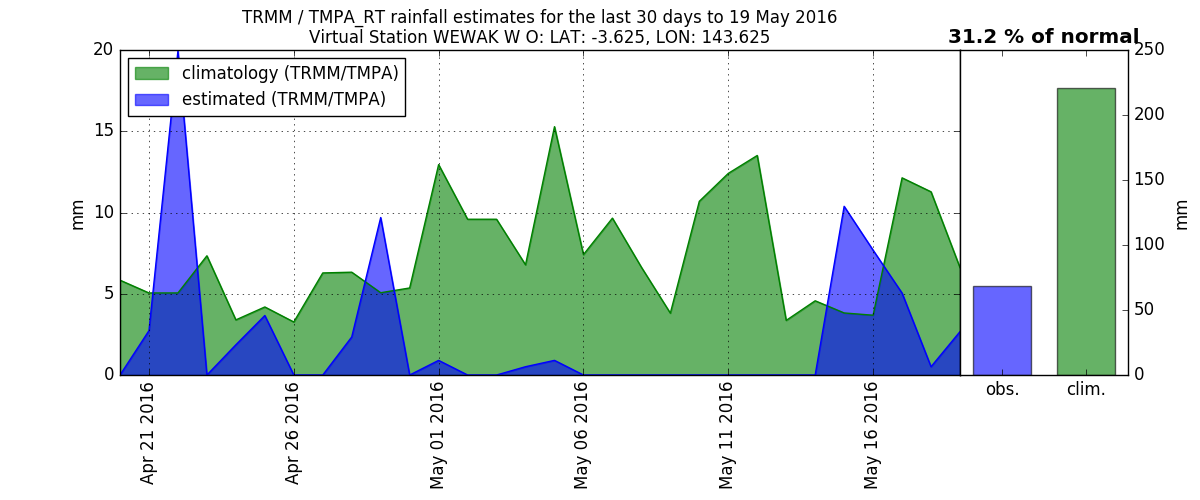 TRMM / TMPA_RT rainfall estimates for the last 30 days to 19 May 2016
Virtual Station WEWAK W O: LAT: -3.625, LON: 143.625
31.2 % of normal
climatology (TRMM/TMPA)
estimated (TRMM/TMPA)
20
15
10
5
0
mm
Apr 21 2016
Apr 26 2016
May 01 2016
May 06 2016
May 11 2016
May 16 2016
250
200
150
100
50
0
mm
obs.
clim.